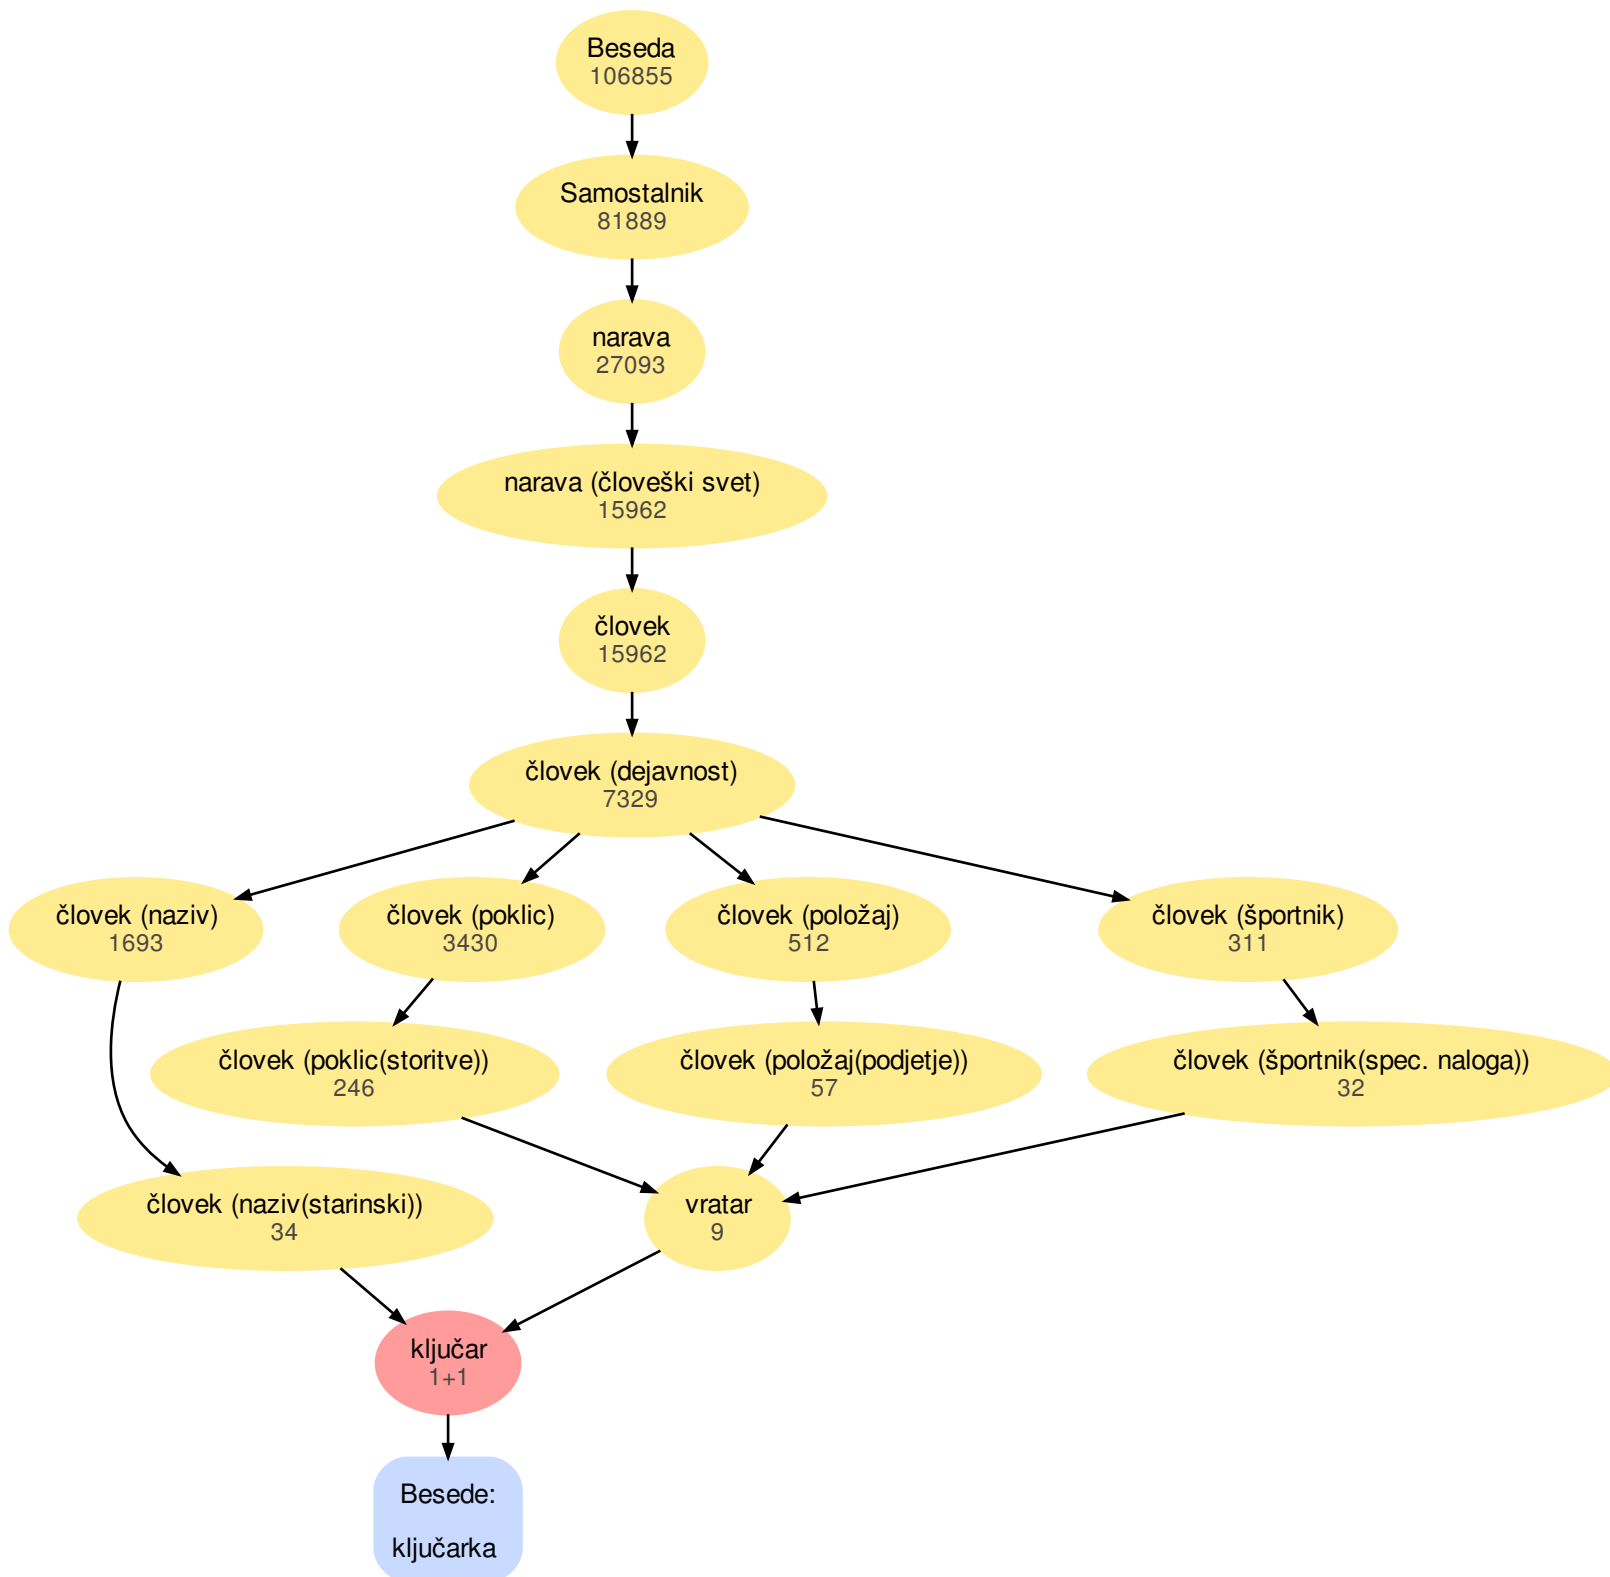 Beseda
106855
Samostalnik
81889
narava
27093
narava (človeški svet)
15962
človek
15962
človek (dejavnost)
7329
človek (naziv)
1693
človek (poklic)
3430
človek (položaj)
512
človek (športnik)
311
človek (poklic(storitve))
246
človek (položaj(podjetje))
57
človek (športnik(spec. naloga))
32
človek (naziv(starinski))
34
vratar
9
ključar
1+1
Besede:
ključarka